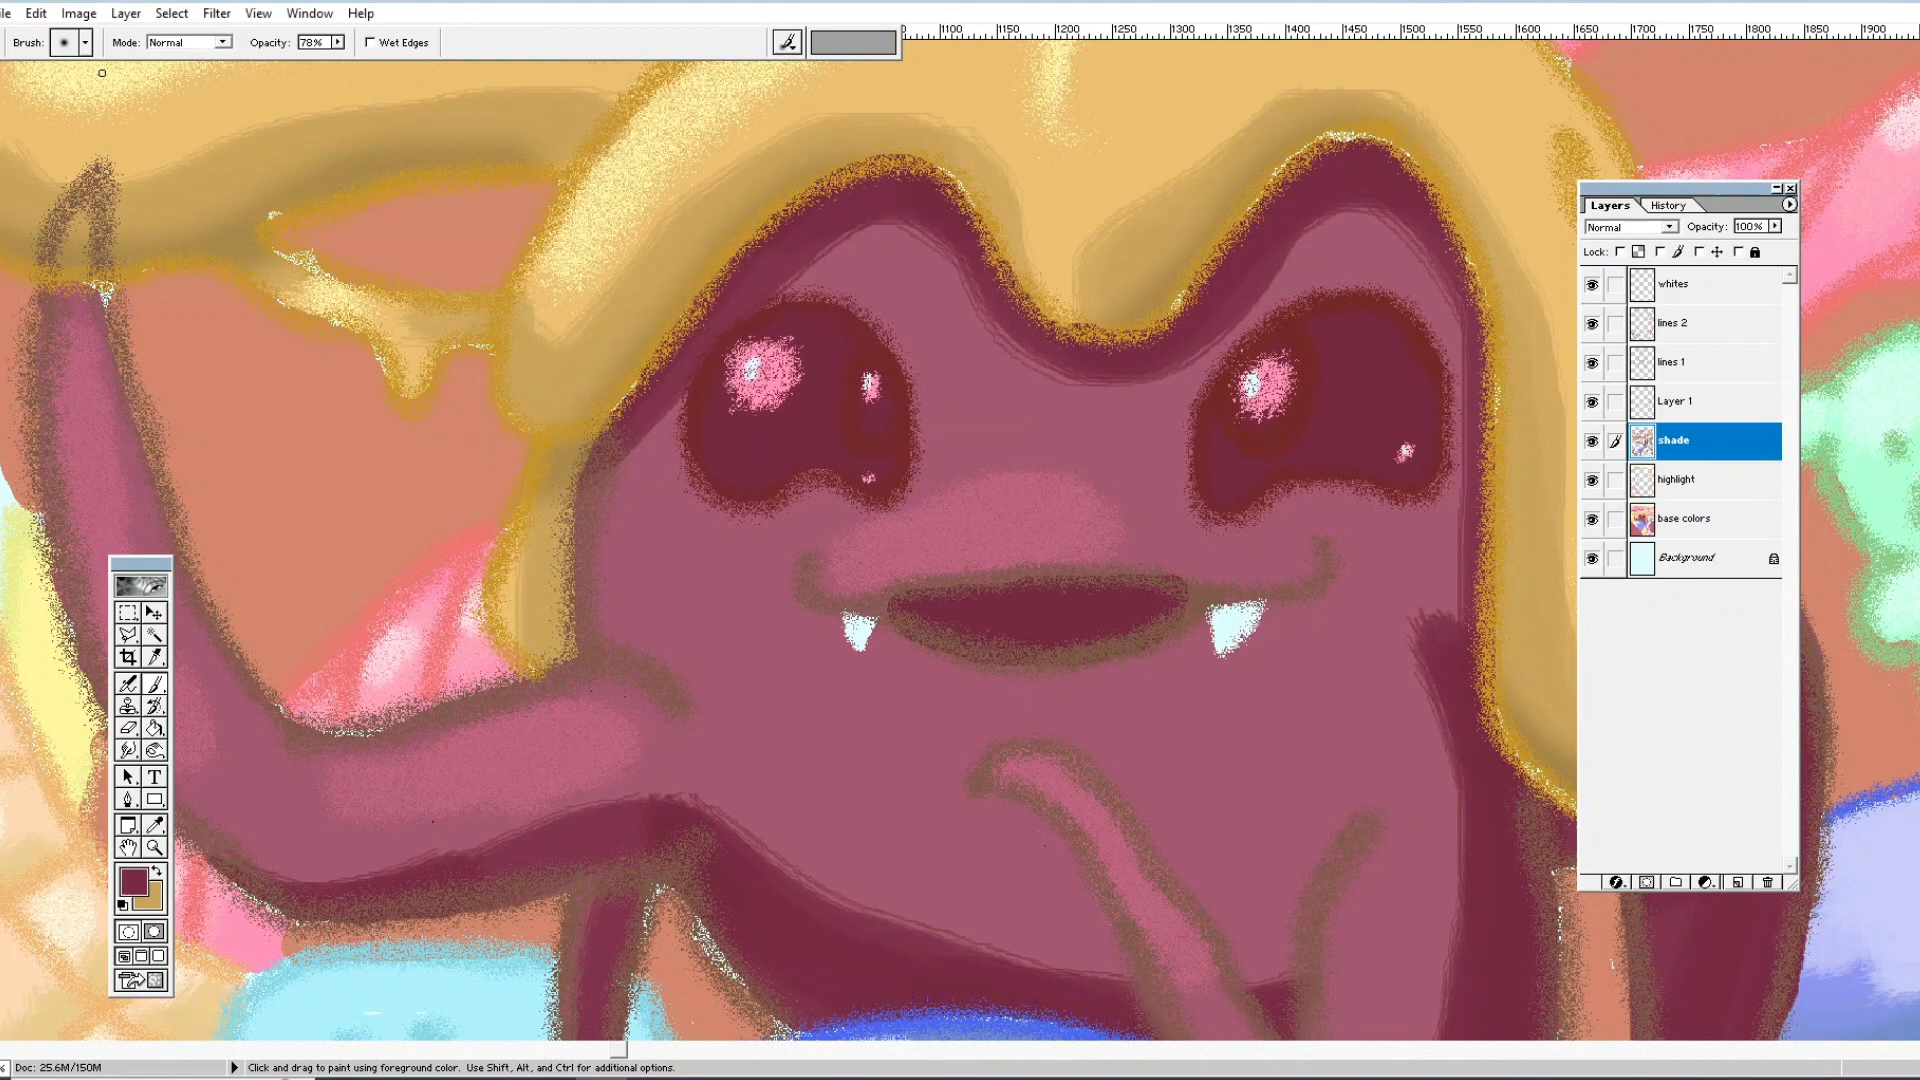 ile Edit Image Layer Select Filter View Window Help
Brush: Mode: Normal Opacity: 78% Wet Edges
1100 1150 1200 1250 1300 1350 1400 1450 1500 1550 1600 1650 1700 1750 1800 1850 1900
Layers History
Normal Opacity: 100%
Lock:
whites
lines 2
lines 1
Layer 1
shade
highlight
base colors
Background
T
% Doc: 25.6M/150M Click and drag to paint using foreground color. Use Shift, Alt, and Ctrl for additional options.